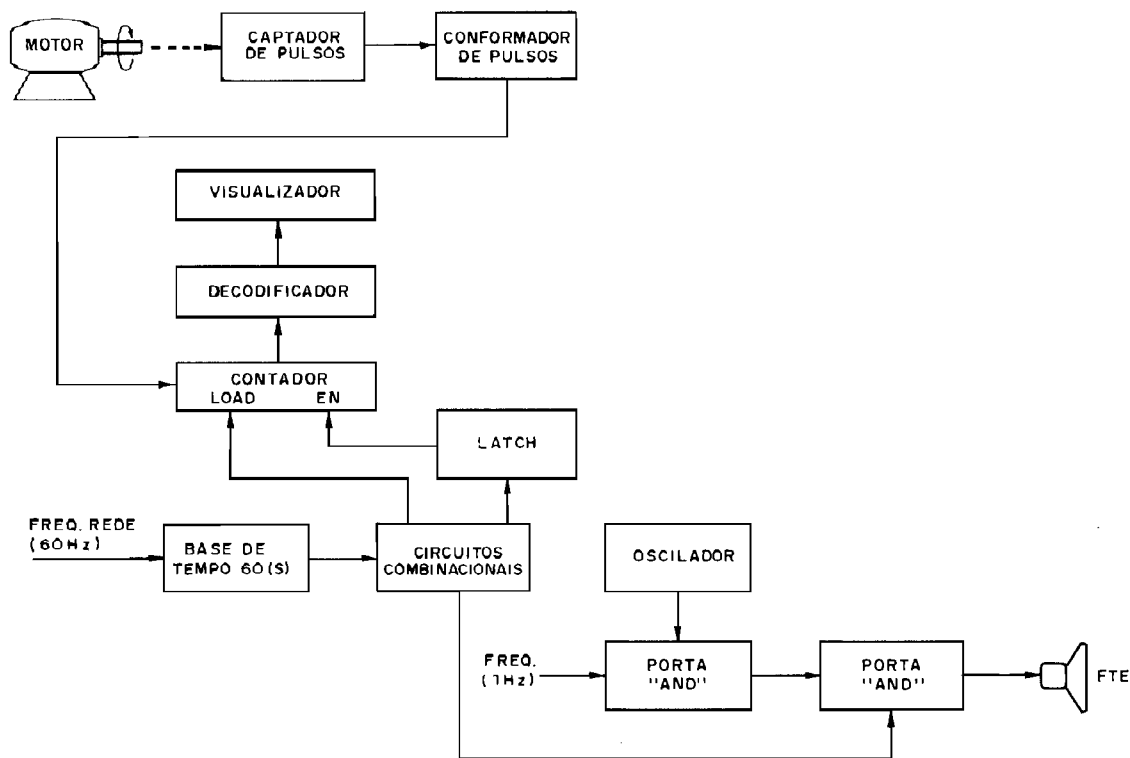 MOTOR
CAPTADOR
DE PULSOS
CONFORMADOR
DE PULSOS
VISUALIZADOR
DECODIFICADOR
CONTADOR
LOAD EN
LATCH
FREQ. REDE
(60Hz)
BASE DE
TEMPO 60(S)
CIRCUITOS
COMBINACIONAIS
OSCILADOR
FREQ.
(1Hz)
PORTA
"AND"
PORTA
"AND"
FTE